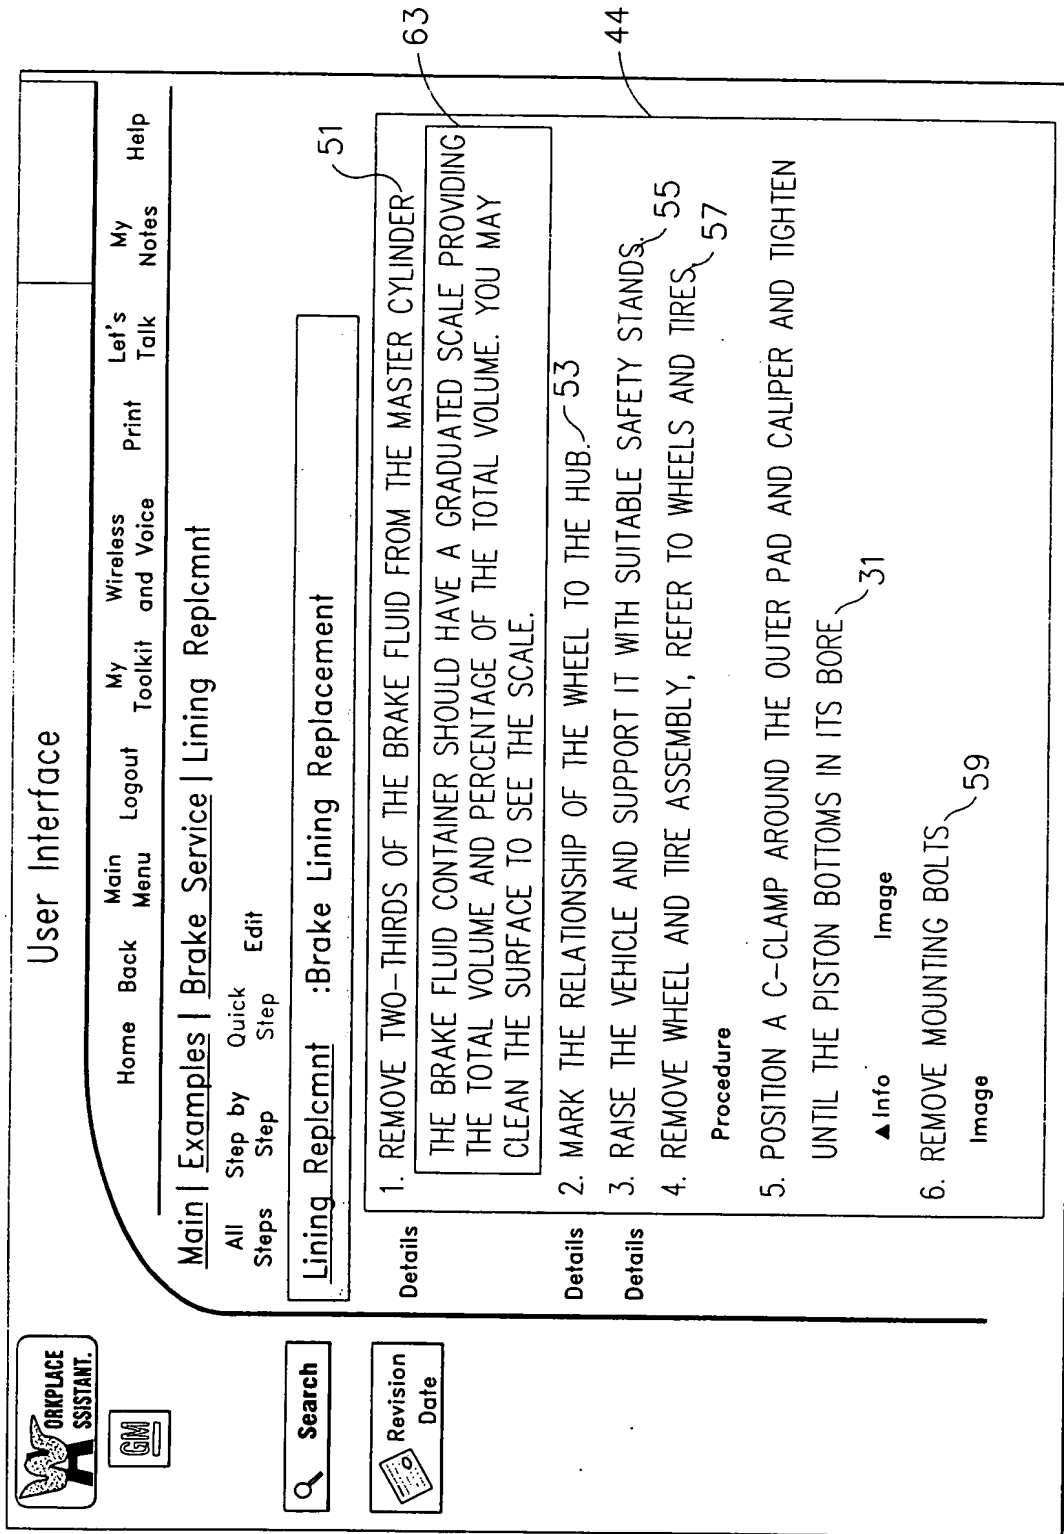 User Interface
WA ORKPLACE
SSISTANT.
GM
Home Back Main Menu Logout My Toolkit Wireless and Voice Print Let's Talk My Notes Help
Main | Examples | Brake Service | Lining Replcmnt
All Steps Step by Step Quick Step Edit
Search
Lining Replcmnt :Brake Lining Replacement
Revision
Date
Details 1. REMOVE TWO-THIRDS OF THE BRAKE FLUID FROM THE MASTER CYLINDER 51
THE BRAKE FLUID CONTAINER SHOULD HAVE A GRADUATED SCALE PROVIDING 63
THE TOTAL VOLUME AND PERCENTAGE OF THE TOTAL VOLUME. YOU MAY
CLEAN THE SURFACE TO SEE THE SCALE.
Details 2. MARK THE RELATIONSHIP OF THE WHEEL TO THE HUB. 53
Details 3. RAISE THE VEHICLE AND SUPPORT IT WITH SUITABLE SAFETY STANDS. 55
44
4. REMOVE WHEEL AND TIRE ASSEMBLY, REFER TO WHEELS AND TIRES. 57
Procedure
5. POSITION A C-CLAMP AROUND THE OUTER PAD AND CALIPER AND TIGHTEN
UNTIL THE PISTON BOTTOMS IN ITS BORE. 31
▲Info Image
6. REMOVE MOUNTING BOLTS. 59
Image